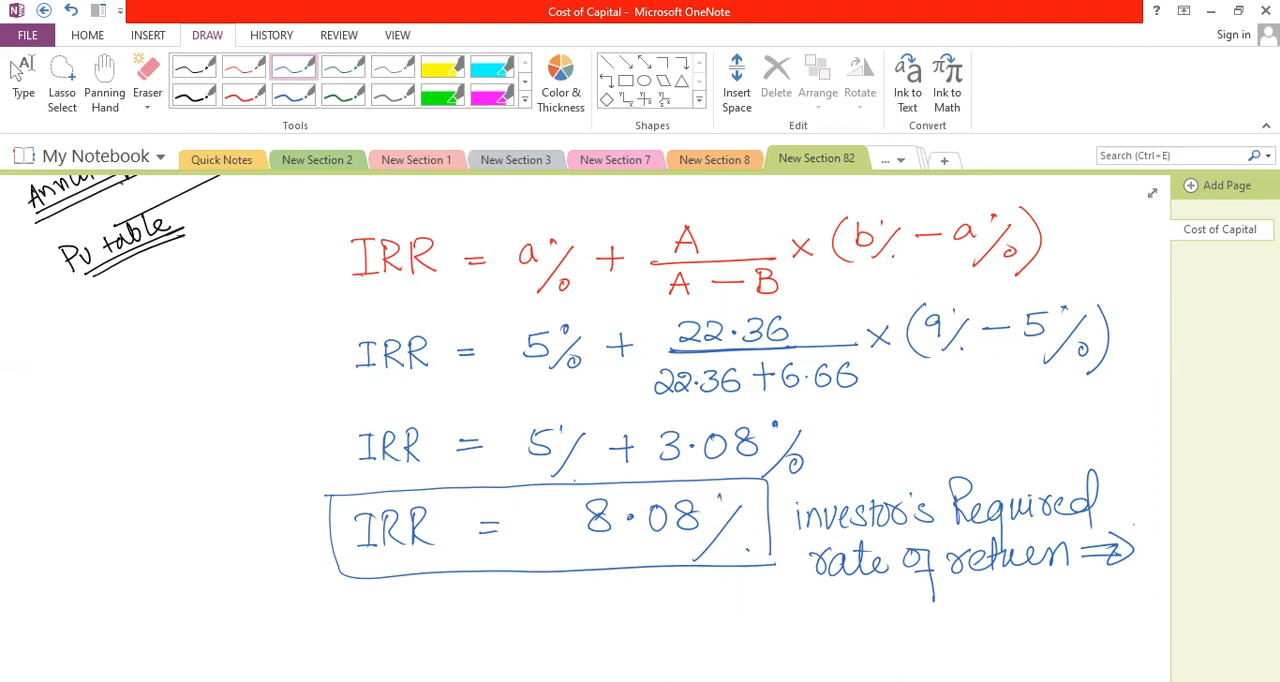 Cost of Capital - Microsoft OneNote
FILE HOME INSERT DRAW HISTORY REVIEW VIEW
Sign in
Type
Lasso Select
Panning Hand
Eraser
Color & Thickness
Insert Space
Delete
Arrange
Rotate
Ink to Text
Ink to Math
Tools
Shapes
Edit
Convert
My Notebook
Quick Notes
New Section 2
New Section 1
New Section 3
New Section 7
New Section 8
New Section 82
...
Search (Ctrl+E)
Add Page
Cost of Capital
Pv table
IRR = a% + A / A - B × (b% - a%)
IRR = 5% + 22.36 / 22.36 + 6.66 × (9% - 5%)
IRR = 5% + 3.08%
IRR = 8.08%
investor's Required
rate of return ⇒